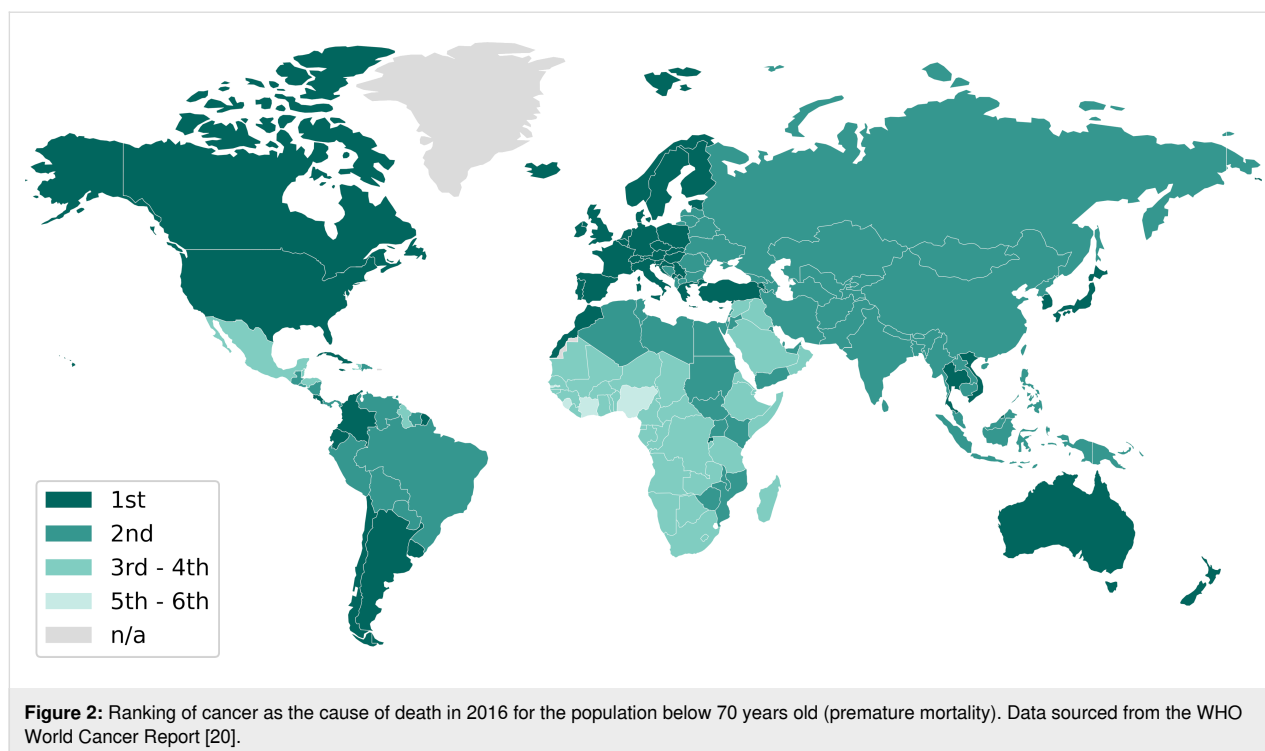 1st
2nd
3rd - 4th
5th - 6th
n/a
Figure 2: Ranking of cancer as the cause of death in 2016 for the population below 70 years old (premature mortality). Data sourced from the WHO
World Cancer Report [20].